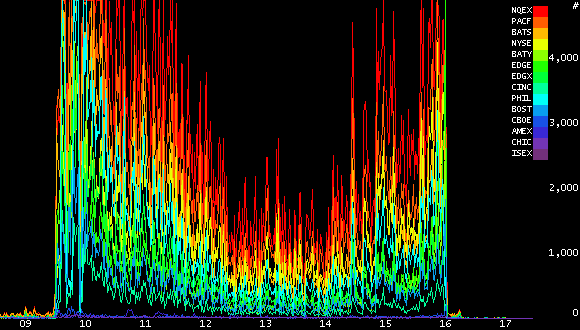 #
NQEX
PACF
BATS
NYSE
BATY
EDGE
EDGX
CINC
PHIL
BOST
CBOE
AMEX
CHIC
ISEX
4,000
3,000
2,000
1,000
0
09 10 11 12 13 14 15 16 17